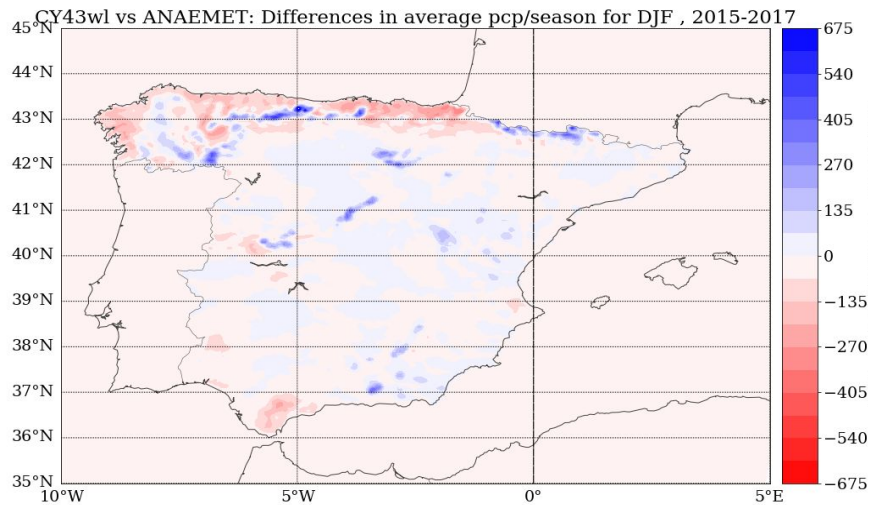 CY43wl vs ANAEMET: Differences in average pcp/season for DJF , 2015-2017
45°N
44°N
43°N
42°N
41°N
40°N
39°N
38°N
37°N
36°N
35°N
10°W
5°W
0°
5°E
675
540
405
270
135
0
−135
−270
−405
−540
−675